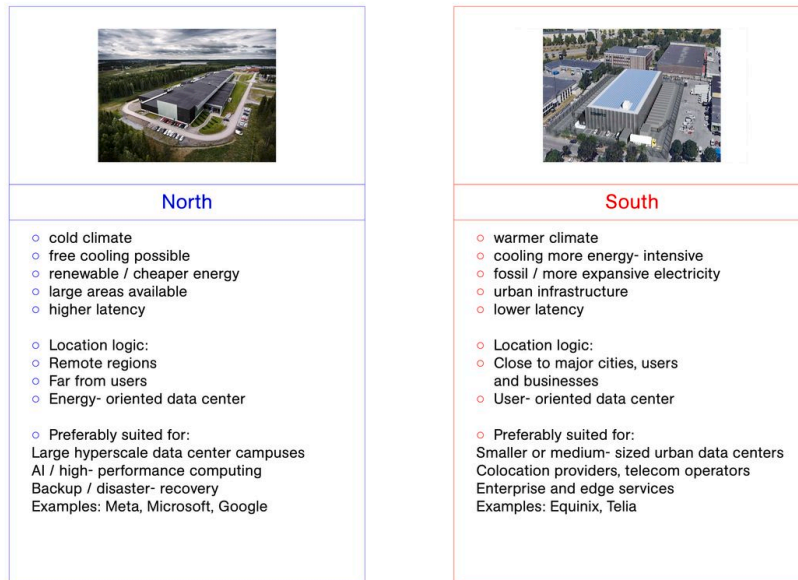 North
cold climate
free cooling possible
renewable / cheaper energy
large areas available
higher latency
Location logic:
Remote regions
Far from users
Energy- oriented data center
Preferably suited for:
Large hyperscale data center campuses
AI / high- performance computing
Backup / disaster- recovery
Examples: Meta, Microsoft, Google
South
warmer climate
cooling more energy- intensive
fossil / more expansive electricity
urban infrastructure
lower latency
Location logic:
Close to major cities, users
and businesses
User- oriented data center
Preferably suited for:
Smaller or medium- sized urban data centers
Colocation providers, telecom operators
Enterprise and edge services
Examples: Equinix, Telia